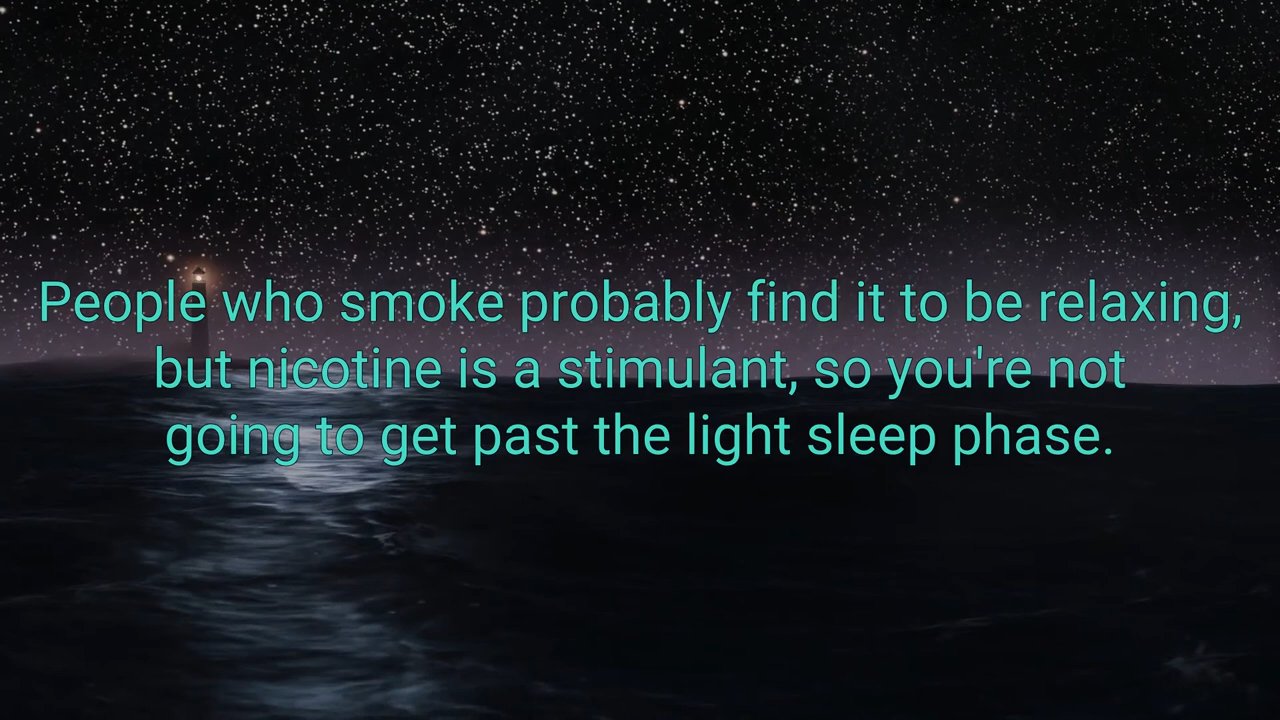 People who smoke probably find it to be relaxing,
but nicotine is a stimulant, so you're not
going to get past the light sleep phase.